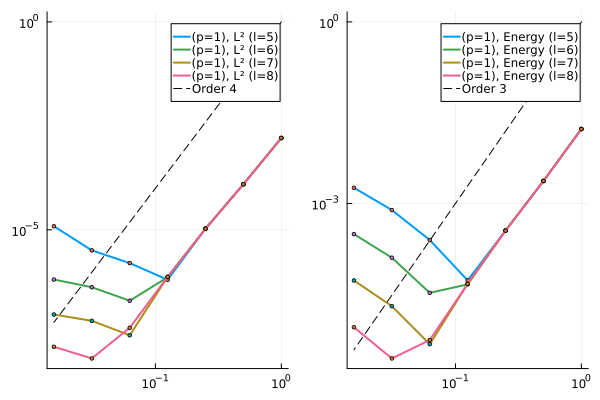 10⁰
(p=1), L² (l=5)
(p=1), L² (l=6)
(p=1), L² (l=7)
(p=1), L² (l=8)
Order 4
10⁻⁵
10⁻¹
10⁰
10⁰
(p=1), Energy (l=5)
(p=1), Energy (l=6)
(p=1), Energy (l=7)
(p=1), Energy (l=8)
Order 3
10⁻³
10⁻¹
10⁰